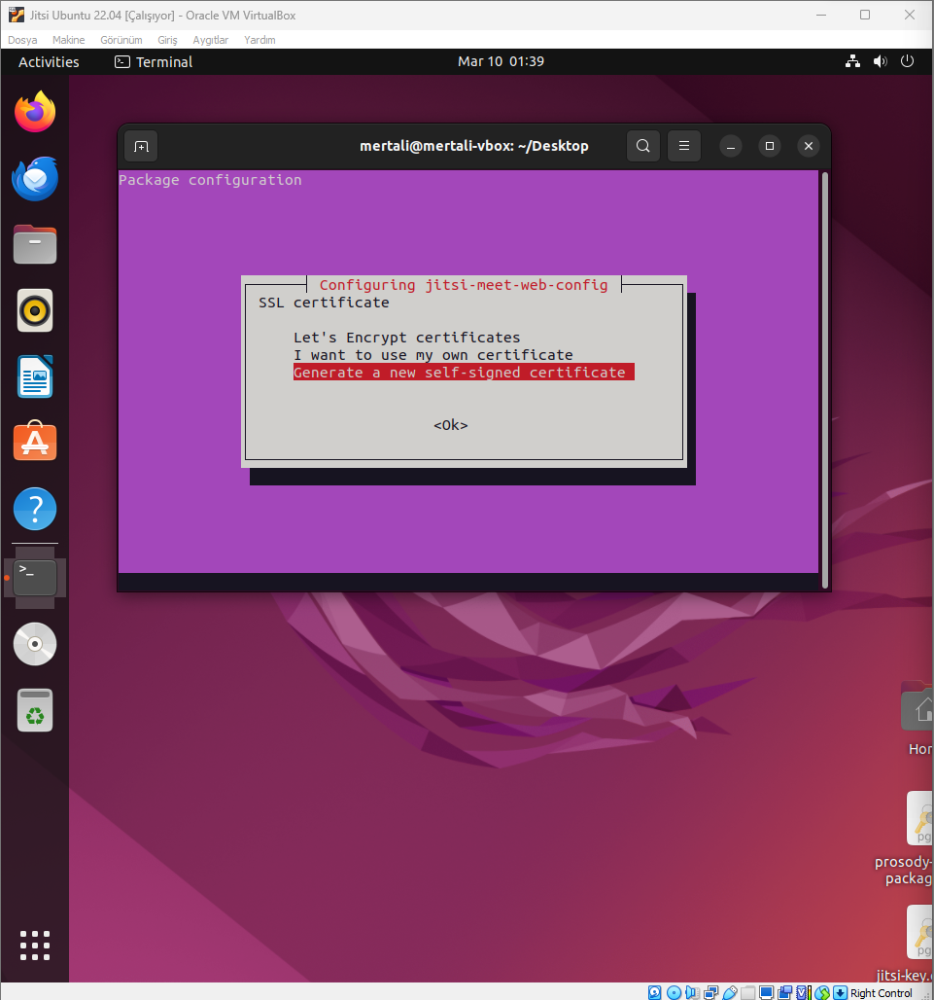 Jitsi Ubuntu 22.04 [Çalışıyor] - Oracle VM VirtualBox
Dosya Makine Görünüm Giriş Aygıtlar Yardım
Activities Terminal Mar 10 01:39
mertali@mertali-vbox: ~/Desktop
Package configuration
Configuring jitsi-meet-web-config
SSL certificate
Let's Encrypt certificates
I want to use my own certificate
Generate a new self-signed certificate
<Ok>
Hor
pg
prosody-
packag
pg
jitsi-key.
Right Control